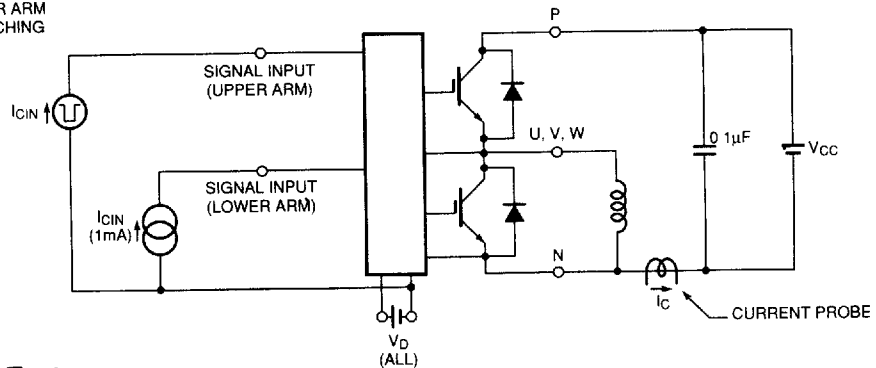 R ARM
CHING
P
SIGNAL INPUT
(UPPER ARM)
ICIN
U, V, W
0 1µF
VCC
SIGNAL INPUT
(LOWER ARM)
ICIN
(1mA)
N
IC
CURRENT PROBE
VD
(ALL)